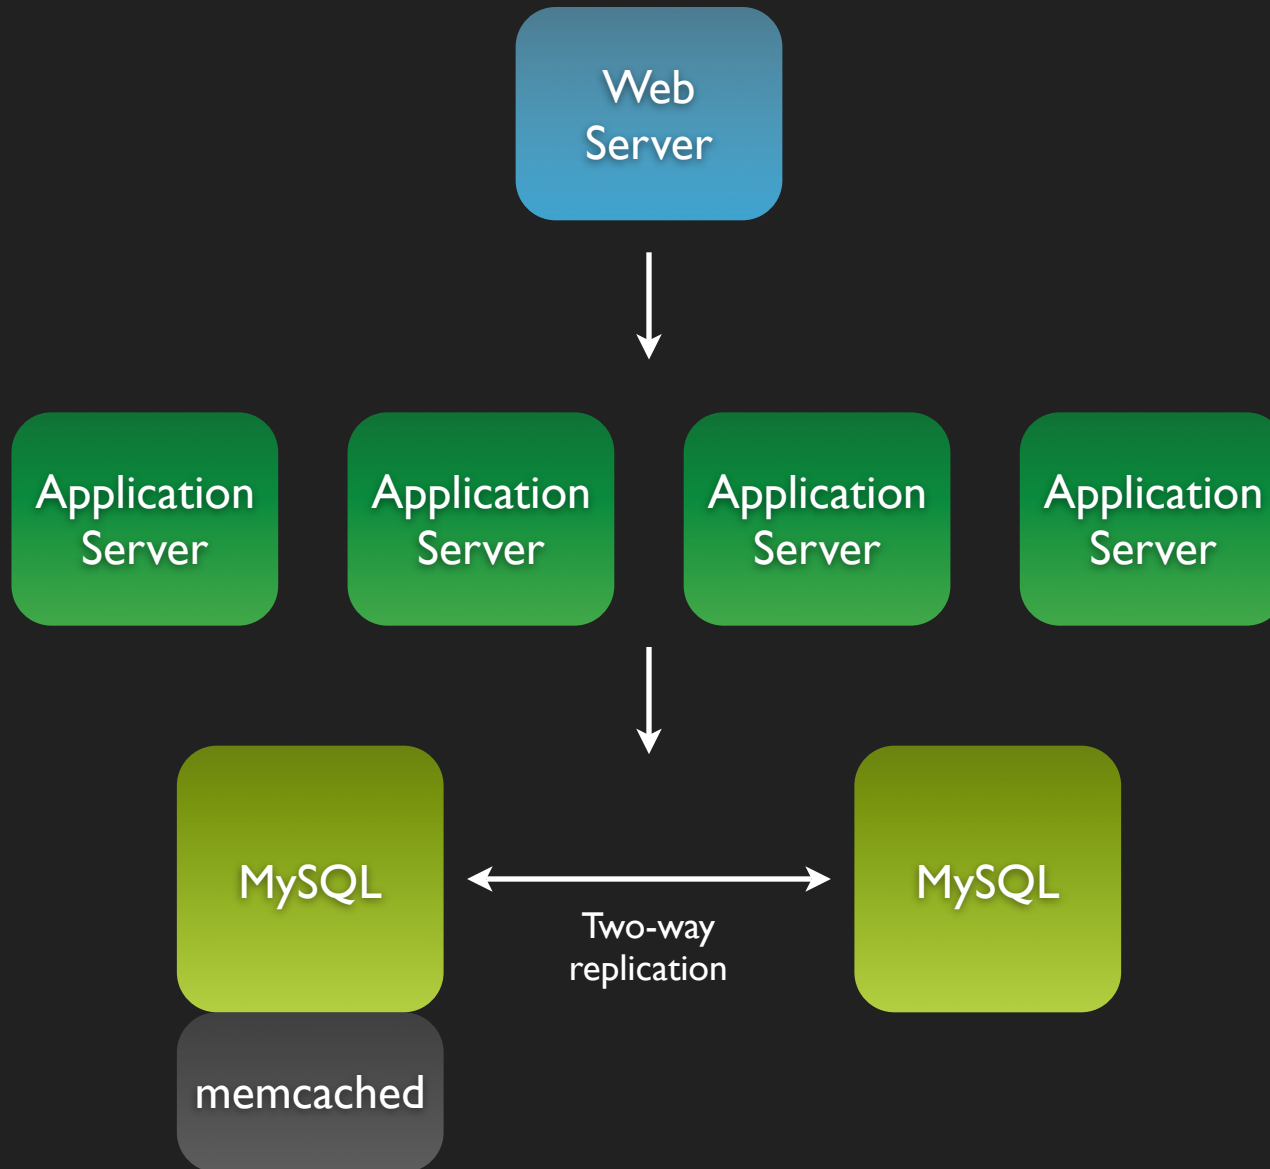 Web
Server
Application
Server
Application
Server
Application
Server
Application
Server
MySQL
Two-way
replication
MySQL
memcached